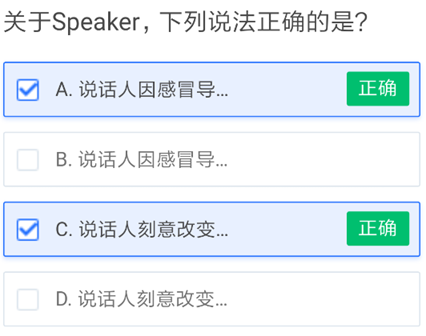 关于Speaker，下列说法正确的是？
A. 说话人因感冒导... 正确
B. 说话人因感冒导...
C. 说话人刻意改变... 正确
D. 说话人刻意改变...